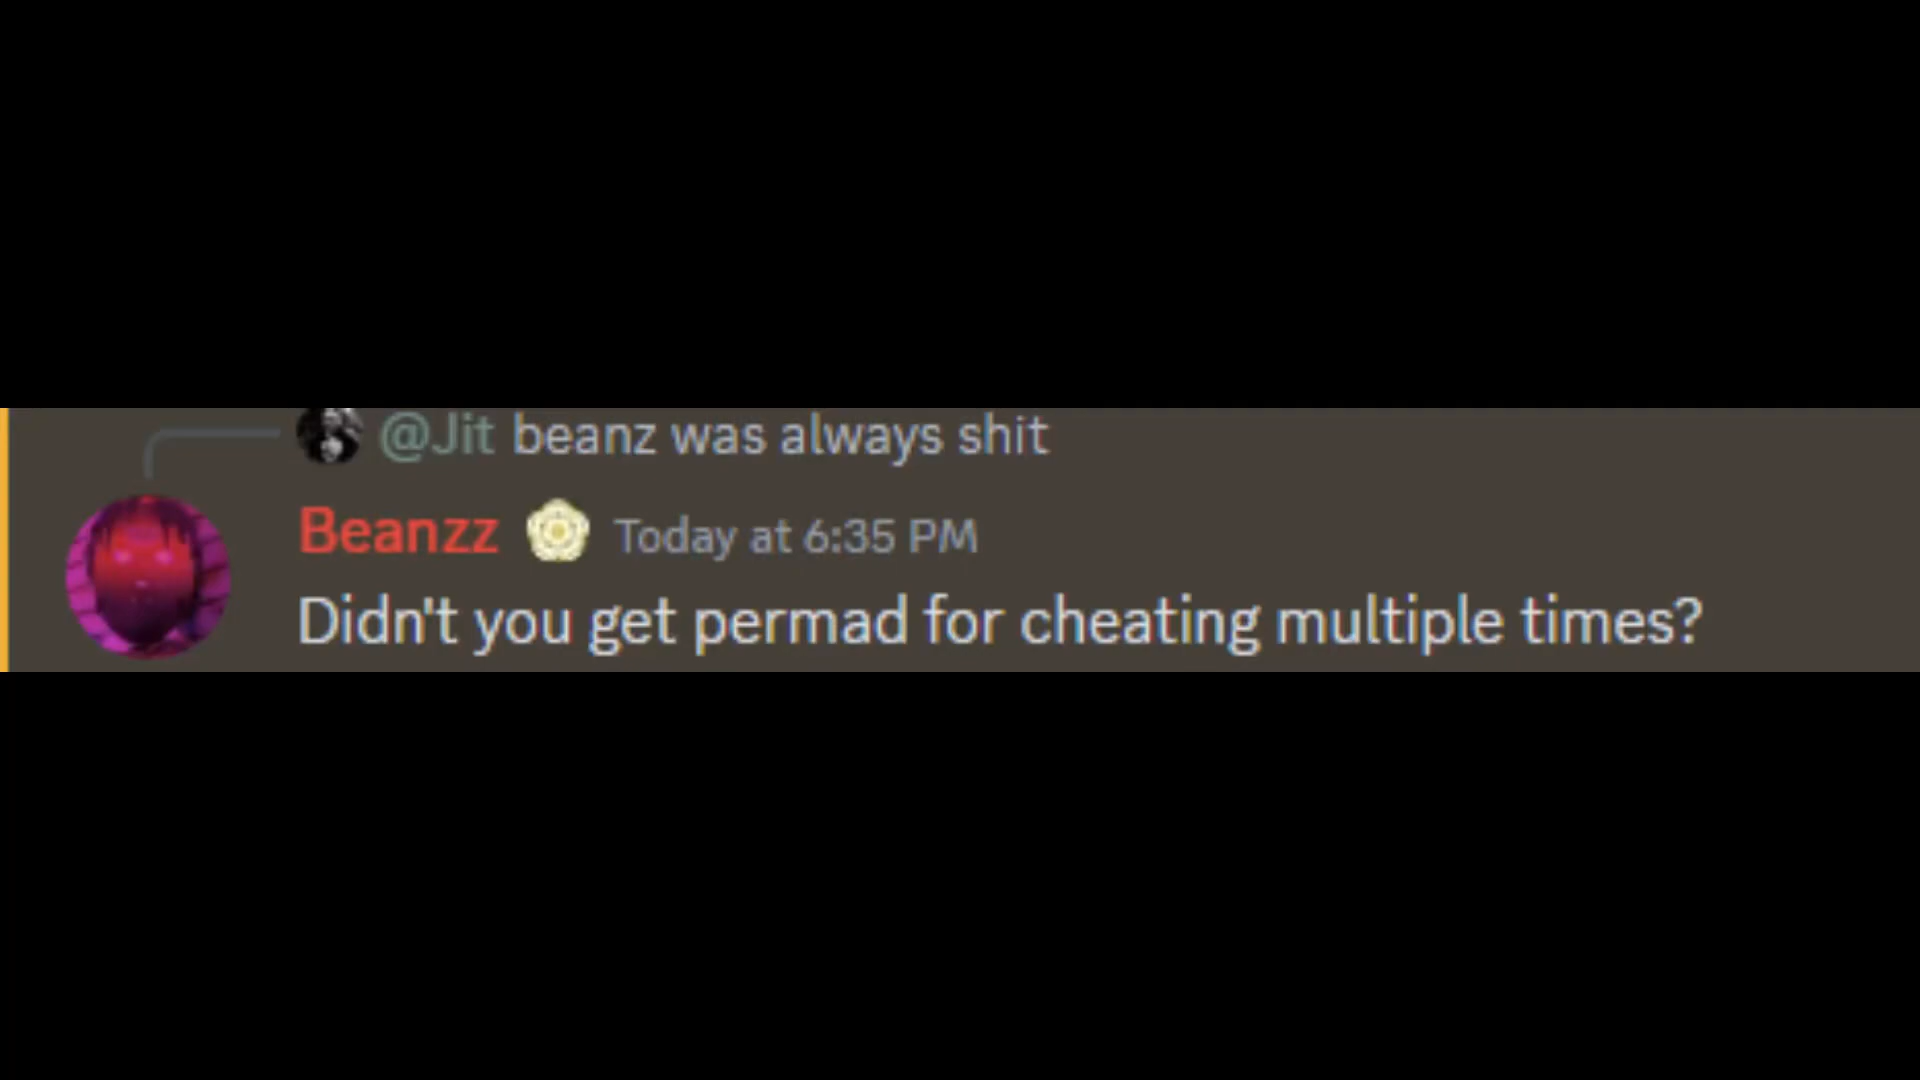 @Jit beanz was always shit
Beanzz Today at 6:35 PM
Didn't you get permad for cheating multiple times?